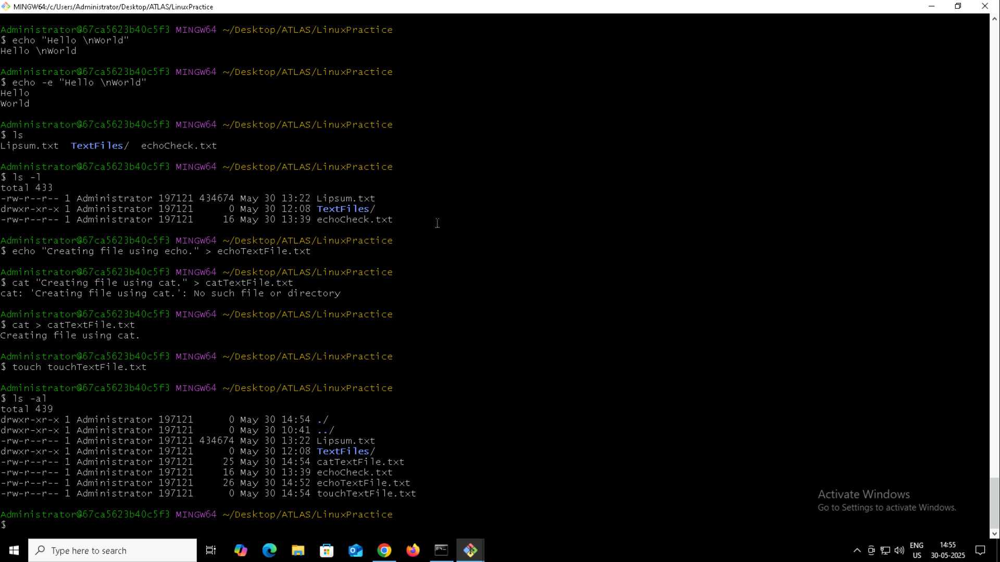 MINGW64:/c/Users/Administrator/Desktop/ATLAS/LinuxPractice
Administrator@67ca5623b40c5f3 MINGW64 ~/Desktop/ATLAS/LinuxPractice
$ echo "Hello \nWorld"
Hello \nWorld
Administrator@67ca5623b40c5f3 MINGW64 ~/Desktop/ATLAS/LinuxPractice
$ echo -e "Hello \nWorld"
Hello
World
Administrator@67ca5623b40c5f3 MINGW64 ~/Desktop/ATLAS/LinuxPractice
$ ls
Lipsum.txt  TextFiles/  echoCheck.txt
Administrator@67ca5623b40c5f3 MINGW64 ~/Desktop/ATLAS/LinuxPractice
$ ls -l
total 433
-rw-r--r-- 1 Administrator 197121 434674 May 30 13:22 Lipsum.txt
drwxr-xr-x 1 Administrator 197121      0 May 30 12:08 TextFiles/
-rw-r--r-- 1 Administrator 197121     16 May 30 13:39 echoCheck.txt
Administrator@67ca5623b40c5f3 MINGW64 ~/Desktop/ATLAS/LinuxPractice
$ echo "Creating file using echo." > echoTextFile.txt
Administrator@67ca5623b40c5f3 MINGW64 ~/Desktop/ATLAS/LinuxPractice
$ cat "Creating file using cat." > catTextFile.txt
cat: 'Creating file using cat.': No such file or directory
Administrator@67ca5623b40c5f3 MINGW64 ~/Desktop/ATLAS/LinuxPractice
$ cat > catTextFile.txt
Creating file using cat.
Administrator@67ca5623b40c5f3 MINGW64 ~/Desktop/ATLAS/LinuxPractice
$ touch touchTextFile.txt
Administrator@67ca5623b40c5f3 MINGW64 ~/Desktop/ATLAS/LinuxPractice
$ ls -al
total 439
drwxr-xr-x 1 Administrator 197121      0 May 30 14:54 ./
drwxr-xr-x 1 Administrator 197121      0 May 30 10:41 ../
-rw-r--r-- 1 Administrator 197121 434674 May 30 13:22 Lipsum.txt
drwxr-xr-x 1 Administrator 197121      0 May 30 12:08 TextFiles/
-rw-r--r-- 1 Administrator 197121     25 May 30 14:54 catTextFile.txt
-rw-r--r-- 1 Administrator 197121     16 May 30 13:39 echoCheck.txt
-rw-r--r-- 1 Administrator 197121     26 May 30 14:52 echoTextFile.txt
-rw-r--r-- 1 Administrator 197121      0 May 30 14:54 touchTextFile.txt
Administrator@67ca5623b40c5f3 MINGW64 ~/Desktop/ATLAS/LinuxPractice
$
Activate Windows
Go to Settings to activate Windows.
Type here to search
ENG
US
14:55
30-05-2025